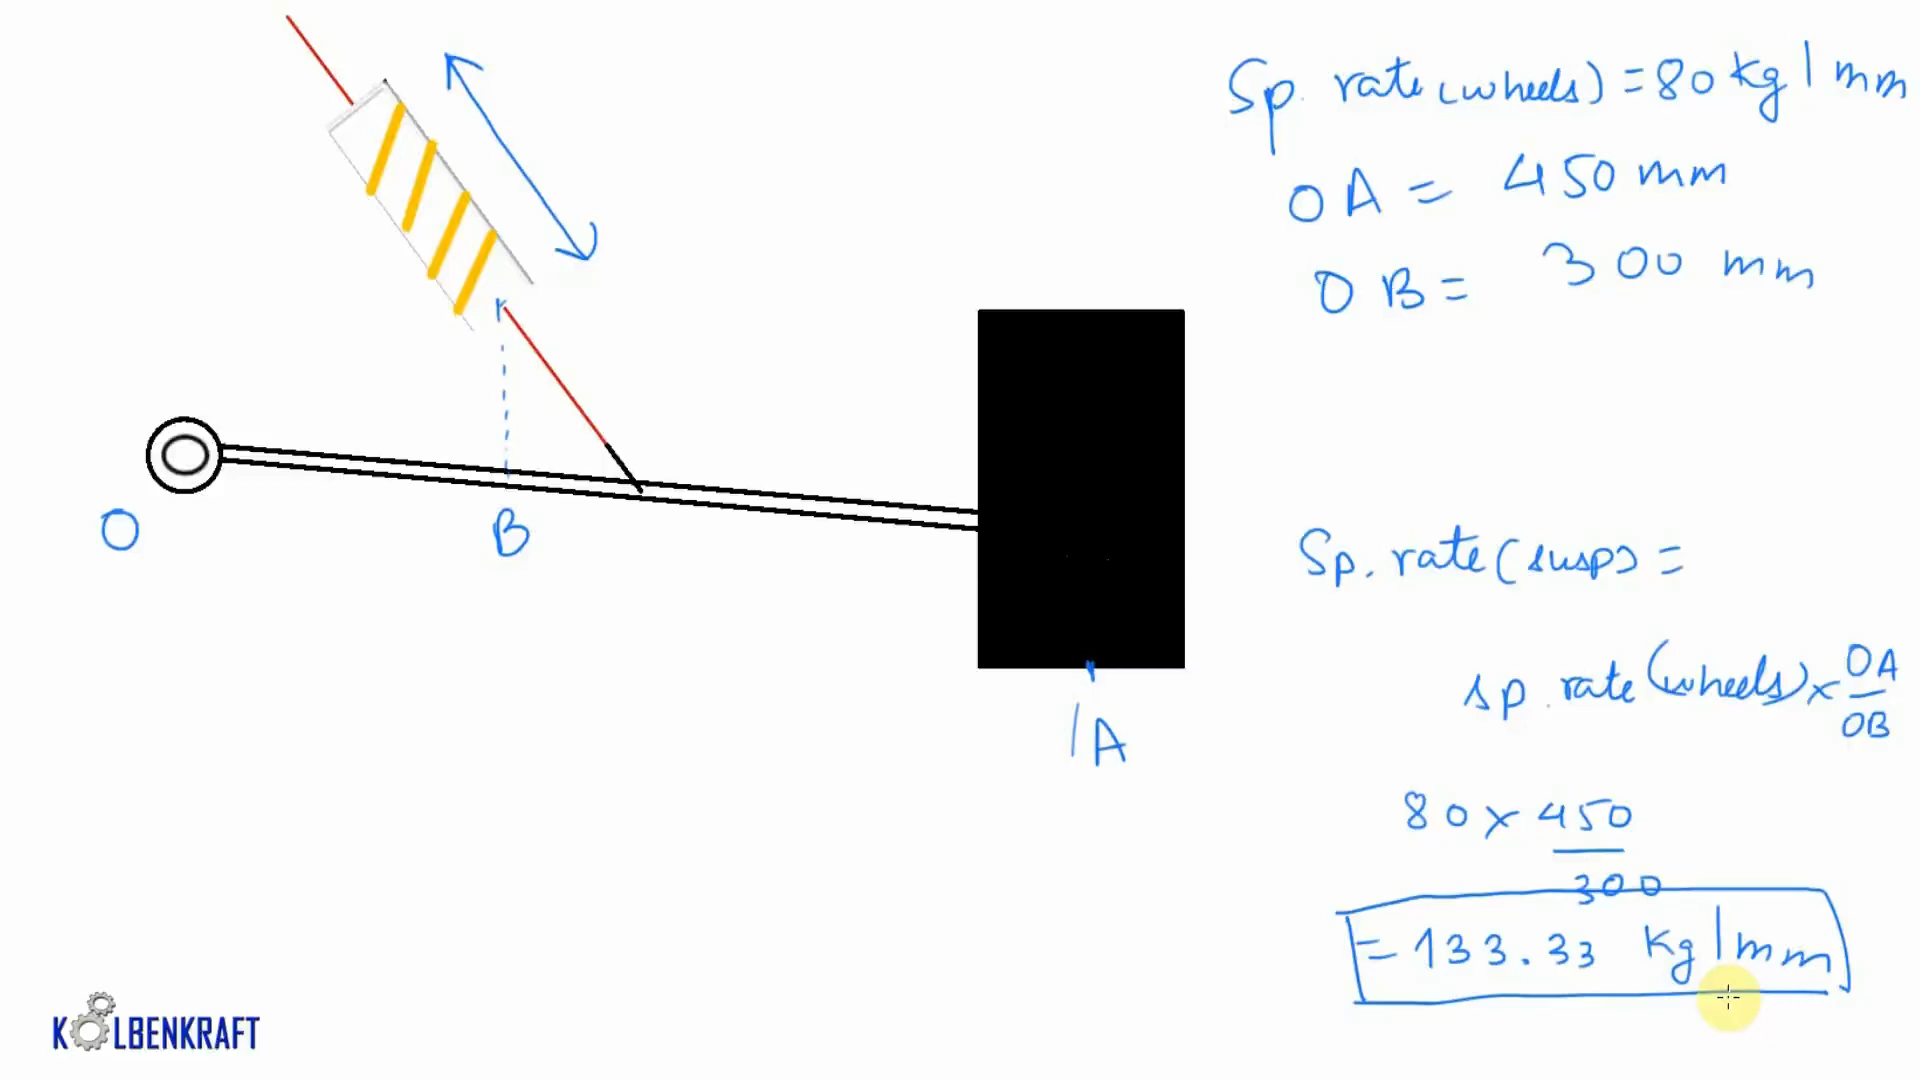 Sp. rate (wheels) = 80 kg/mm
OA = 450 mm
OB = 300 mm
O
B
A
Sp. rate (susp) =
sp. rate (wheels) x OA
OB
80 x 450
300
= 133.33 kg/mm
KOLBENKRAFT